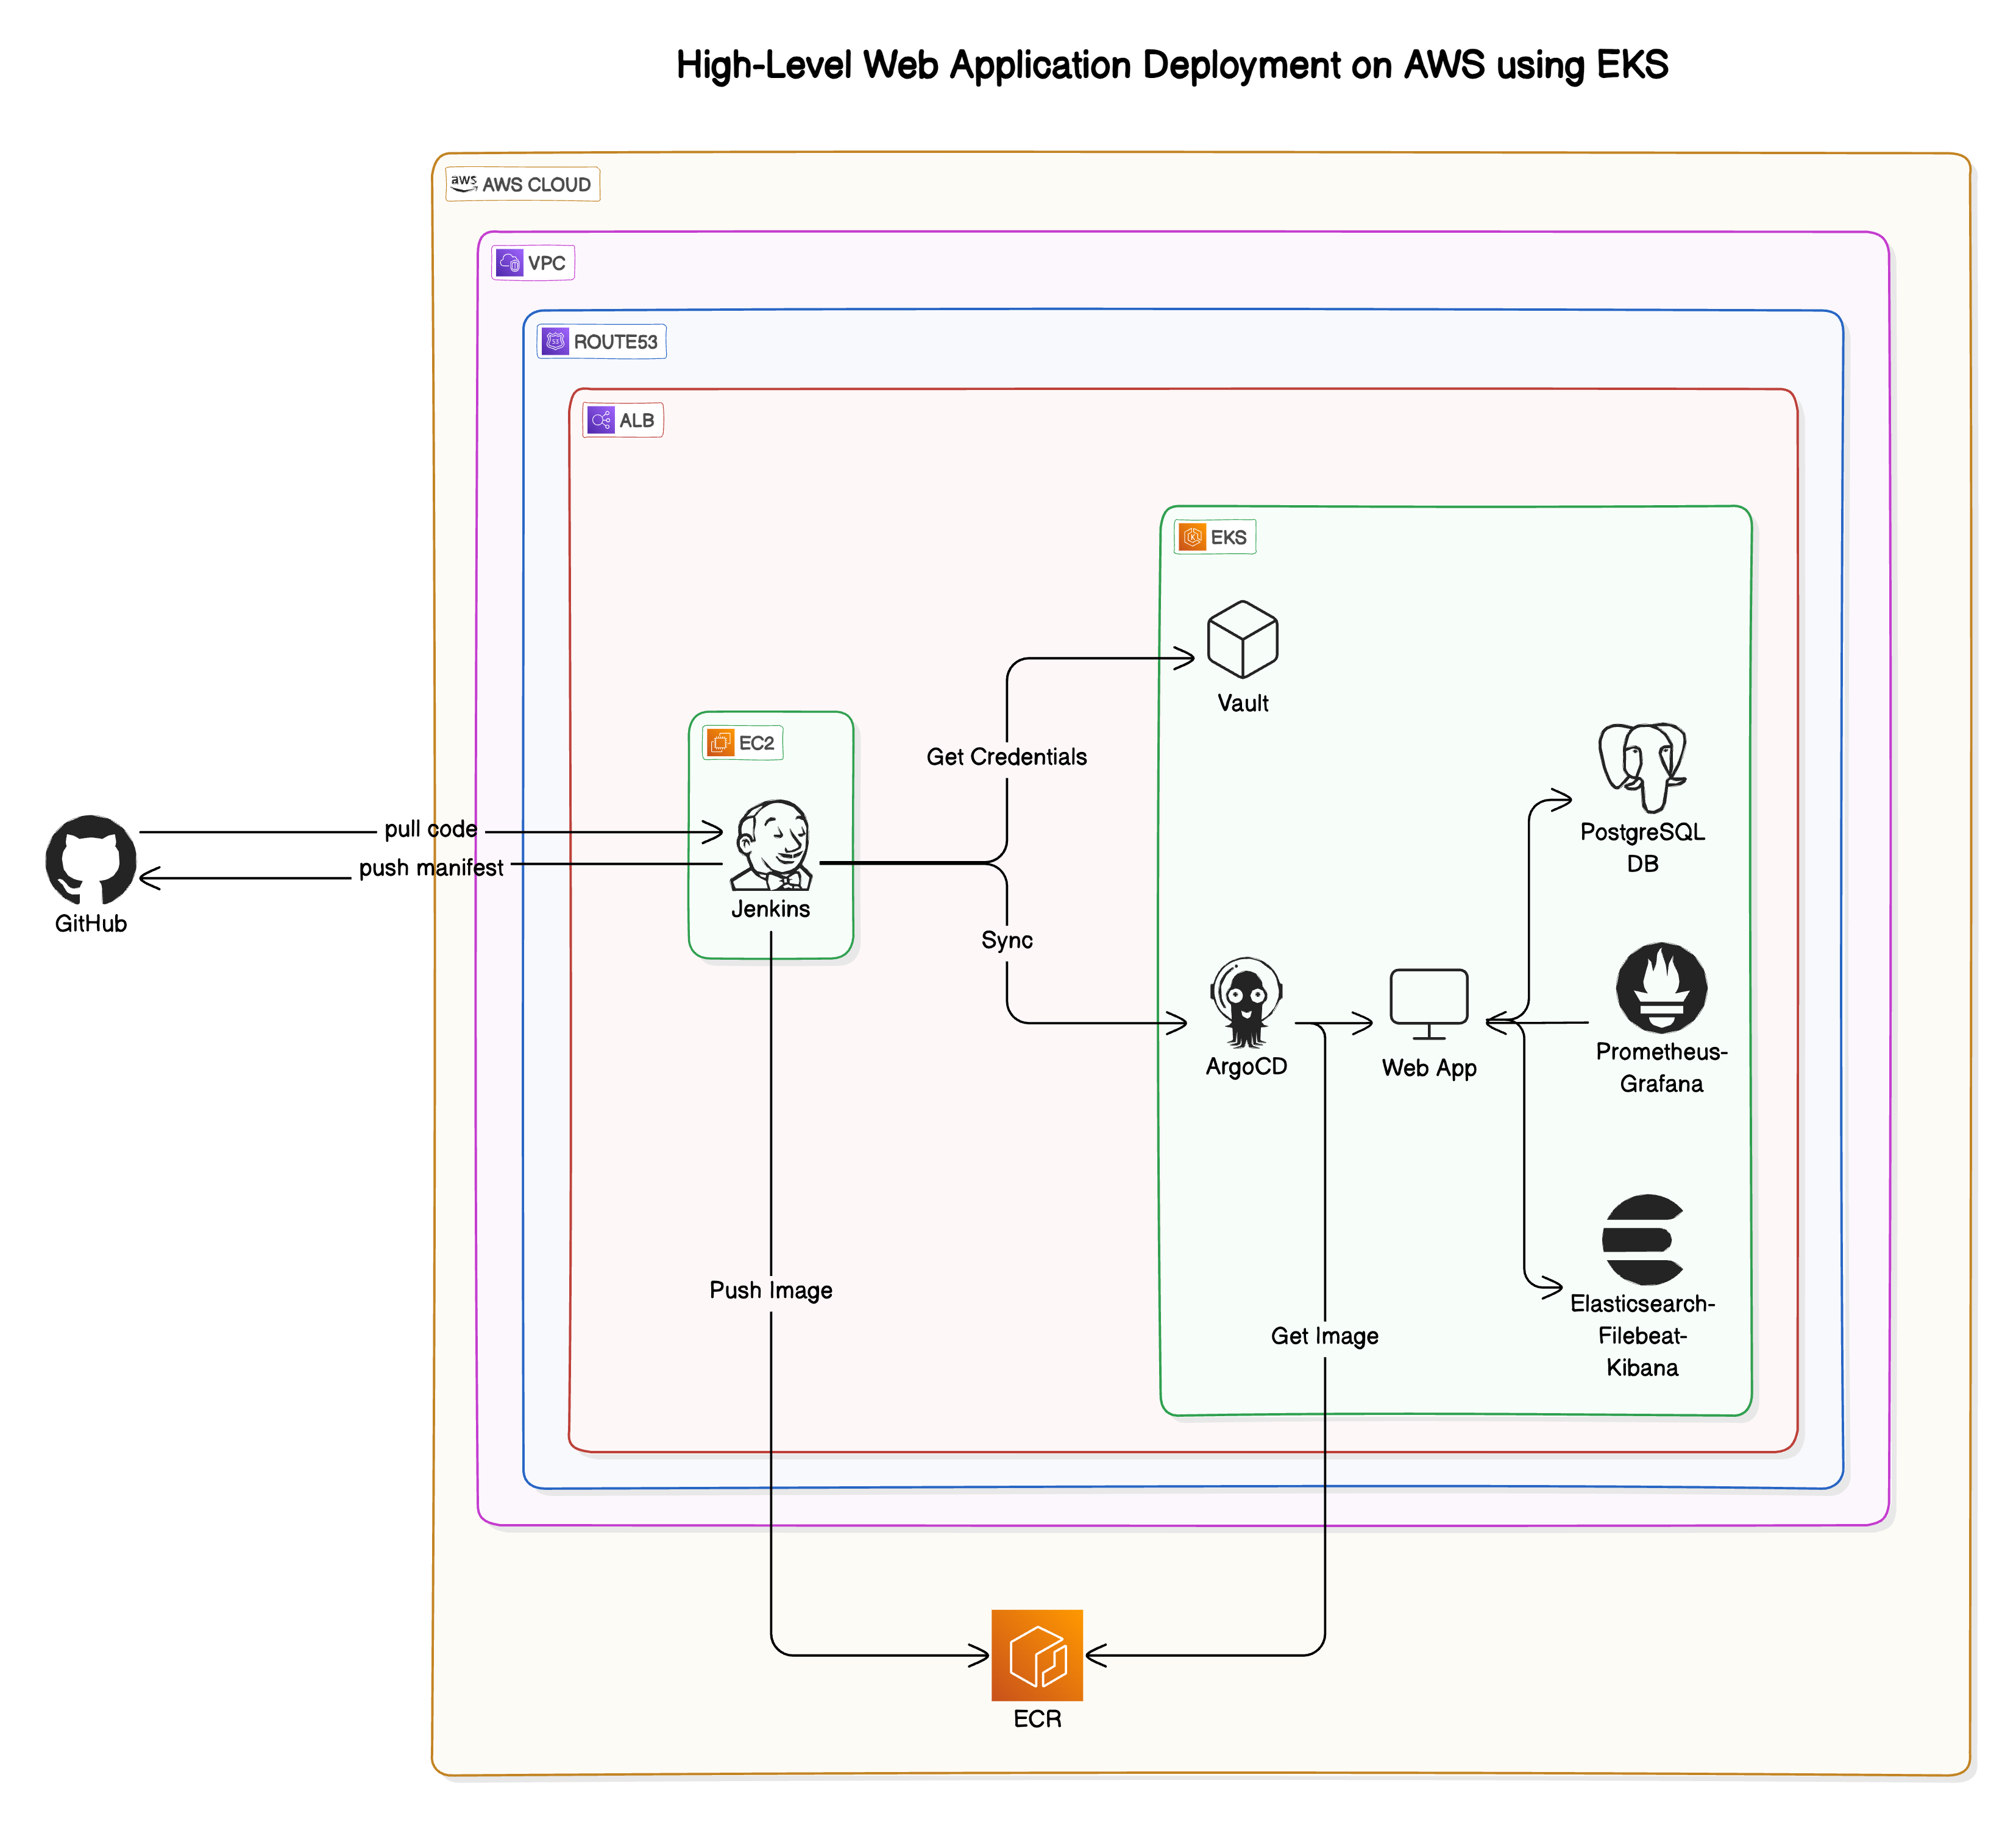 High-Level Web Application Deployment on AWS using EKS
aws AWS CLOUD
VPC
53 ROUTE53
ALB
K EKS
Vault
EC2
Get Credentials
PostgreSQL
DB
pull code
push manifest
Jenkins
GitHub
Sync
ArgoCD
Web App
Prometheus-
Grafana
Push Image
Get Image
Elasticsearch-
Filebeat-
Kibana
ECR